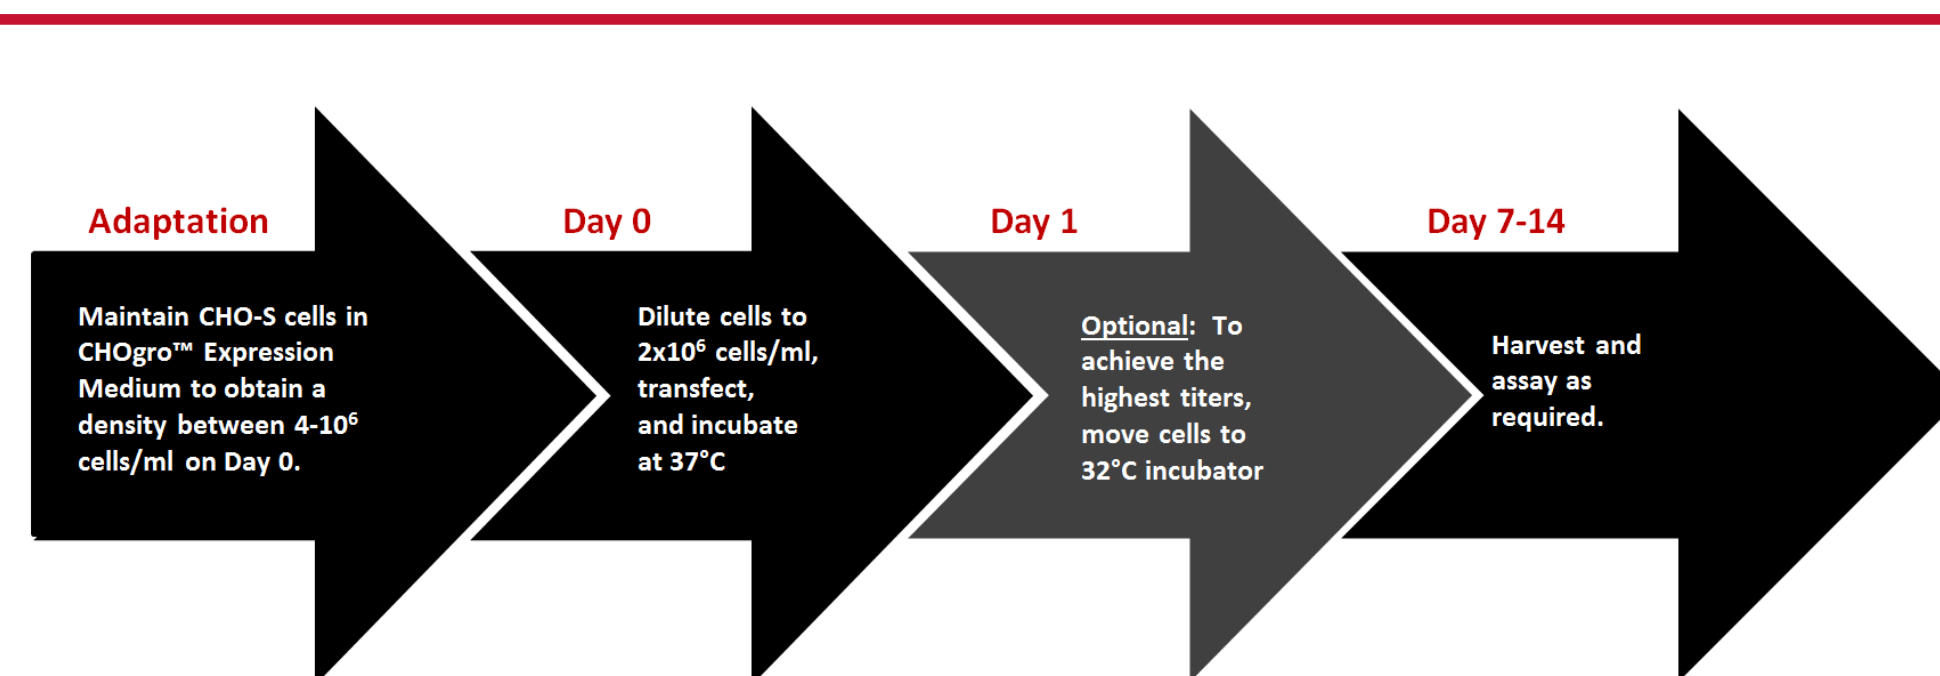 Adaptation
Maintain CHO-S cells in
CHOgro™ Expression
Medium to obtain a
density between 4-10⁶
cells/ml on Day 0.
Day 0
Dilute cells to
2x10⁶ cells/ml,
transfect,
and incubate
at 37°C
Day 1
Optional: To
achieve the
highest titers,
move cells to
32°C incubator
Day 7-14
Harvest and
assay as
required.